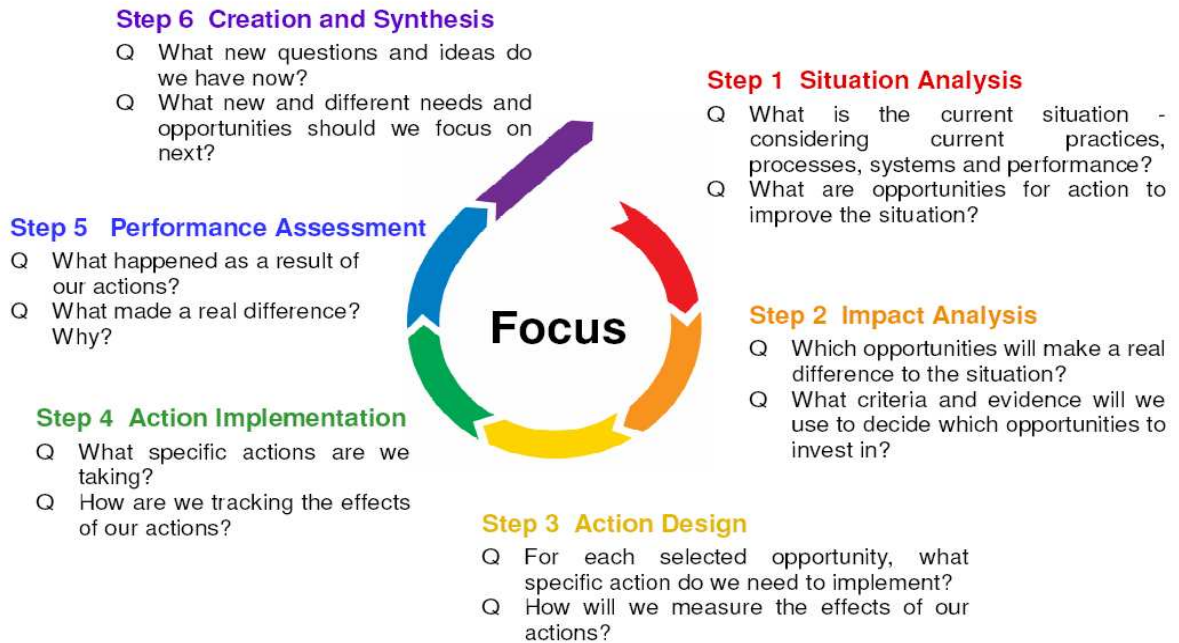 Step 6 Creation and Synthesis
Q What new questions and ideas do
we have now?
Q What new and different needs and
opportunities should we focus on
next?
Step 1 Situation Analysis
Q What is the current situation -
considering current practices,
processes, systems and performance?
Q What are opportunities for action to
improve the situation?
Step 5 Performance Assessment
Q What happened as a result of
our actions?
Q What made a real difference?
Why?
Focus
Step 2 Impact Analysis
Q Which opportunities will make a real
difference to the situation?
Q What criteria and evidence will we
use to decide which opportunities to
invest in?
Step 4 Action Implementation
Q What specific actions are we
taking?
Q How are we tracking the effects
of our actions?
Step 3 Action Design
Q For each selected opportunity, what
specific action do we need to implement?
Q How will we measure the effects of our
actions?